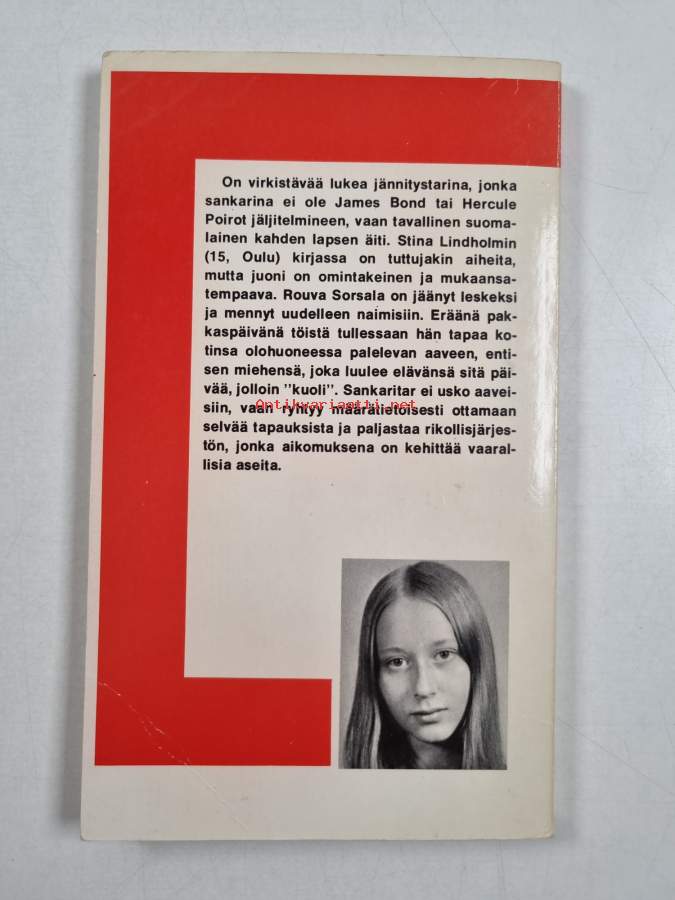 On virkistävää lukea jännitystarina, jonka
sankarina ei ole James Bond tai Hercule
Poirot jäljitelmineen, vaan tavallinen suoma-
lainen kahden lapsen äiti. Stina Lindholmin
(15, Oulu) kirjassa on tuttujakin aiheita,
mutta juoni on omintakeinen ja mukaansa-
tempaava. Rouva Sorsala on jäänyt leskeksi
ja mennyt uudelleen naimisiin. Eräänä pak-
kaspäivänä töistä tullessaan hän tapaa ko-
tinsa olohuoneessa palelevan aaveen, enti-
sen miehensä, joka luulee elävänsä sitä päi-
vää, jolloin "kuoli". Sankaritar ei usko aavei-
Antikvariaatti.net
siin, vaan ryhtyy määrätietoisesti ottamaan
selvää tapauksista ja paljastaa rikollisjärjes-
tön, jonka aikomuksena on kehittää vaaral-
lisia aseita.